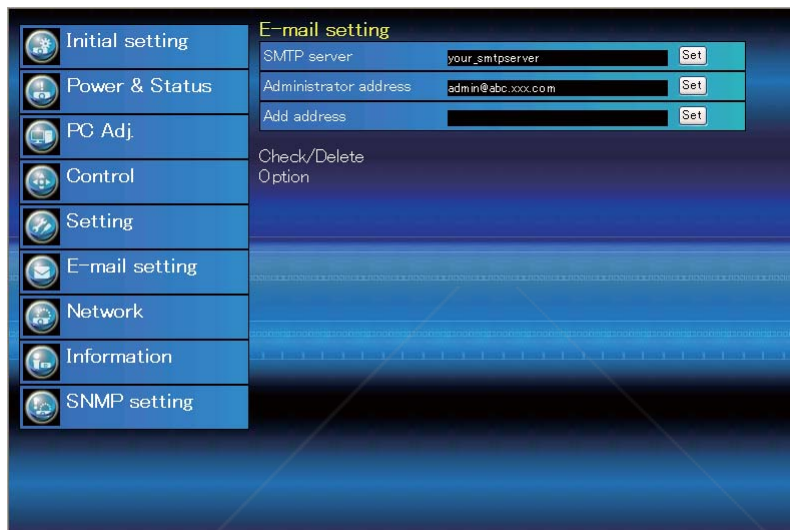 Initial setting
Power & Status
PC Adj.
Control
Setting
E-mail setting
Network
Information
SNMP setting
E-mail setting
SMTP server your_smtpserver Set
Administrator address admin@abc.xxx.com Set
Add address Set
Check/Delete
Option